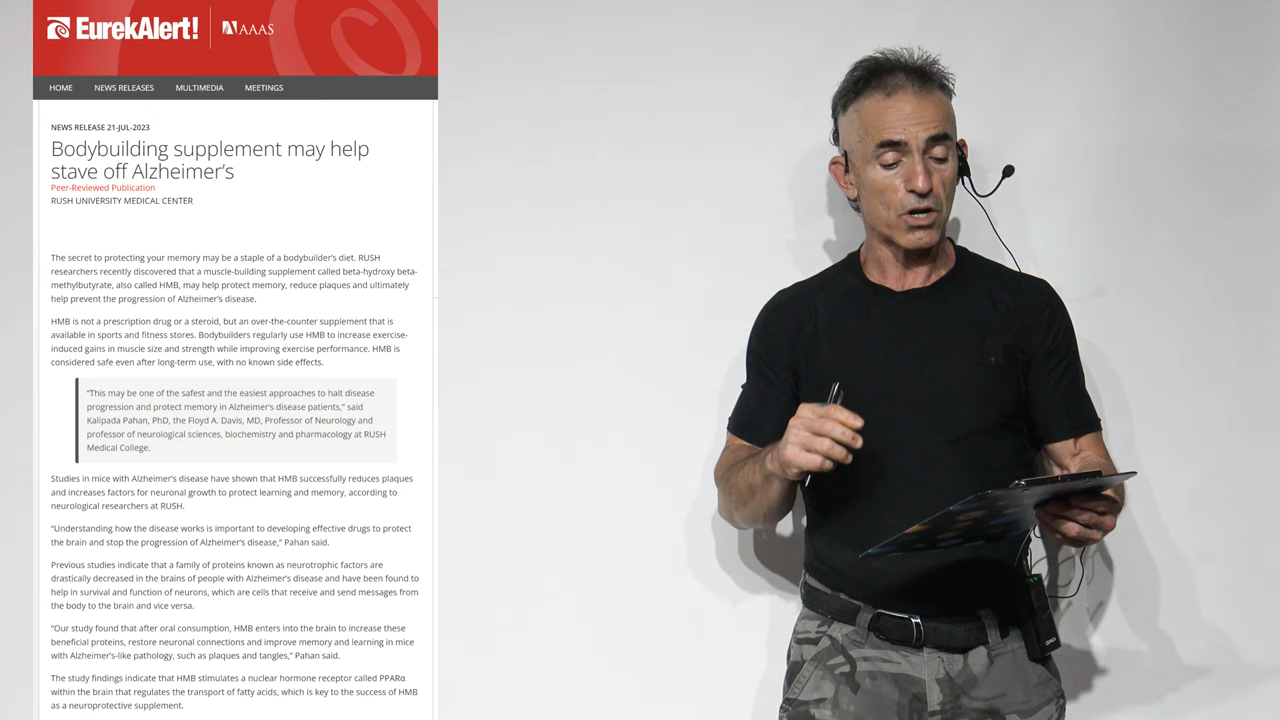 EurekAlert!
AAAS
HOME NEWS RELEASES MULTIMEDIA MEETINGS
NEWS RELEASE 21-JUL-2023
Bodybuilding supplement may help
stave off Alzheimer's
Peer-Reviewed Publication
RUSH UNIVERSITY MEDICAL CENTER
The secret to protecting your memory may be a staple of a bodybuilder's diet. RUSH
researchers recently discovered that a muscle-building supplement called beta-hydroxy beta-
methylbutyrate, also called HMB, may help protect memory, reduce plaques and ultimately
help prevent the progression of Alzheimer's disease.
HMB is not a prescription drug or a steroid, but an over-the-counter supplement that is
available in sports and fitness stores. Bodybuilders regularly use HMB to increase exercise-
induced gains in muscle size and strength while improving exercise performance. HMB is
considered safe even after long-term use, with no known side effects.
“This may be one of the safest and the easiest approaches to halt disease
progression and protect memory in Alzheimer's disease patients,” said
Kalipada Pahan, PhD, the Floyd A. Davis, MD, Professor of Neurology and
professor of neurological sciences, biochemistry and pharmacology at RUSH
Medical College.
Studies in mice with Alzheimer's disease have shown that HMB successfully reduces plaques
and increases factors for neuronal growth to protect learning and memory, according to
neurological researchers at RUSH.
“Understanding how the disease works is important to developing effective drugs to protect
the brain and stop the progression of Alzheimer's disease,” Pahan said.
Previous studies indicate that a family of proteins known as neurotrophic factors are
drastically decreased in the brains of people with Alzheimer's disease and have been found to
help in survival and function of neurons, which are cells that receive and send messages from
the body to the brain and vice versa.
“Our study found that after oral consumption, HMB enters into the brain to increase these
beneficial proteins, restore neuronal connections and improve memory and learning in mice
with Alzheimer's-like pathology, such as plaques and tangles,” Pahan said.
The study findings indicate that HMB stimulates a nuclear hormone receptor called PPARα
within the brain that regulates the transport of fatty acids, which is key to the success of HMB
as a neuroprotective supplement.